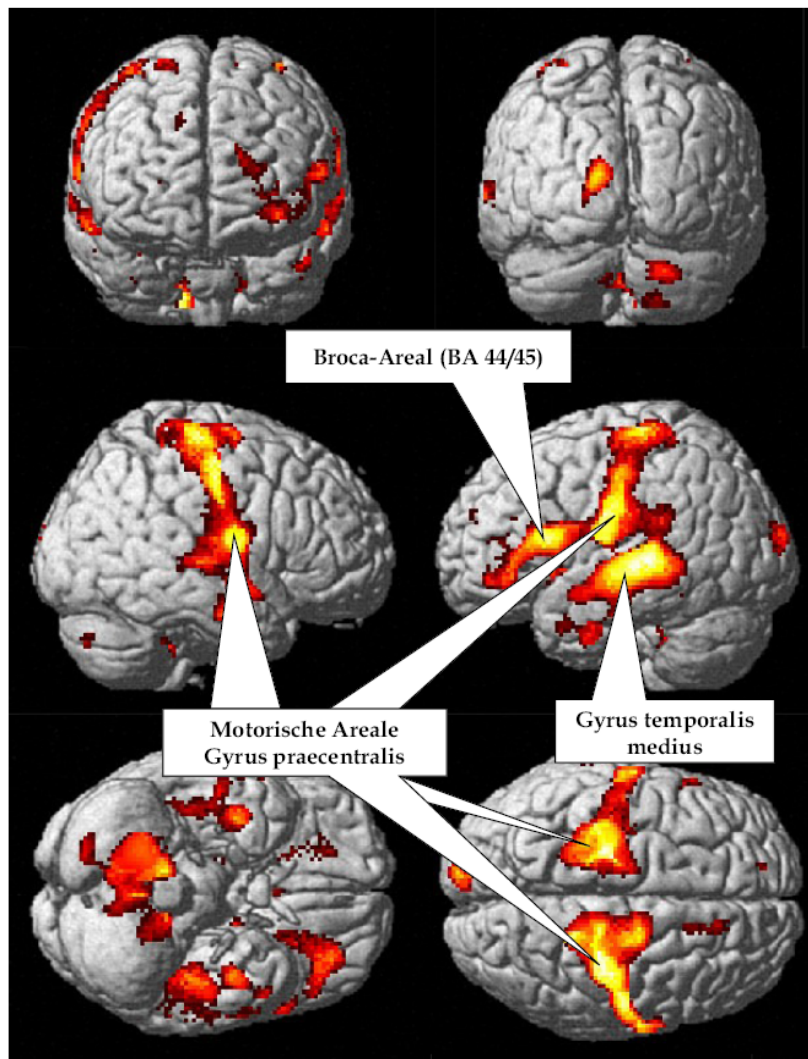 Broca-Areal (BA 44/45)
Motorische Areale
Gyrus praecentralis
Gyrus temporalis
medius